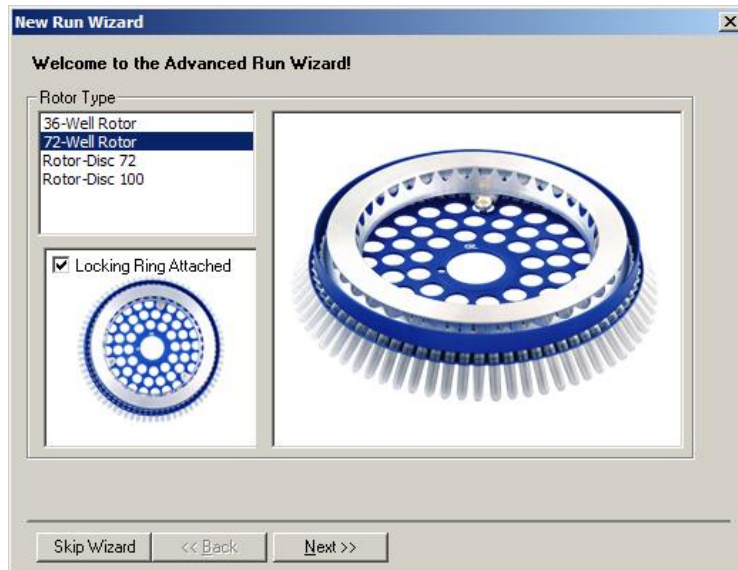 New Run Wizard
Welcome to the Advanced Run Wizard!
Rotor Type
36-Well Rotor
72-Well Rotor
Rotor-Disc 72
Rotor-Disc 100
Locking Ring Attached
Skip Wizard
<< Back
Next >>